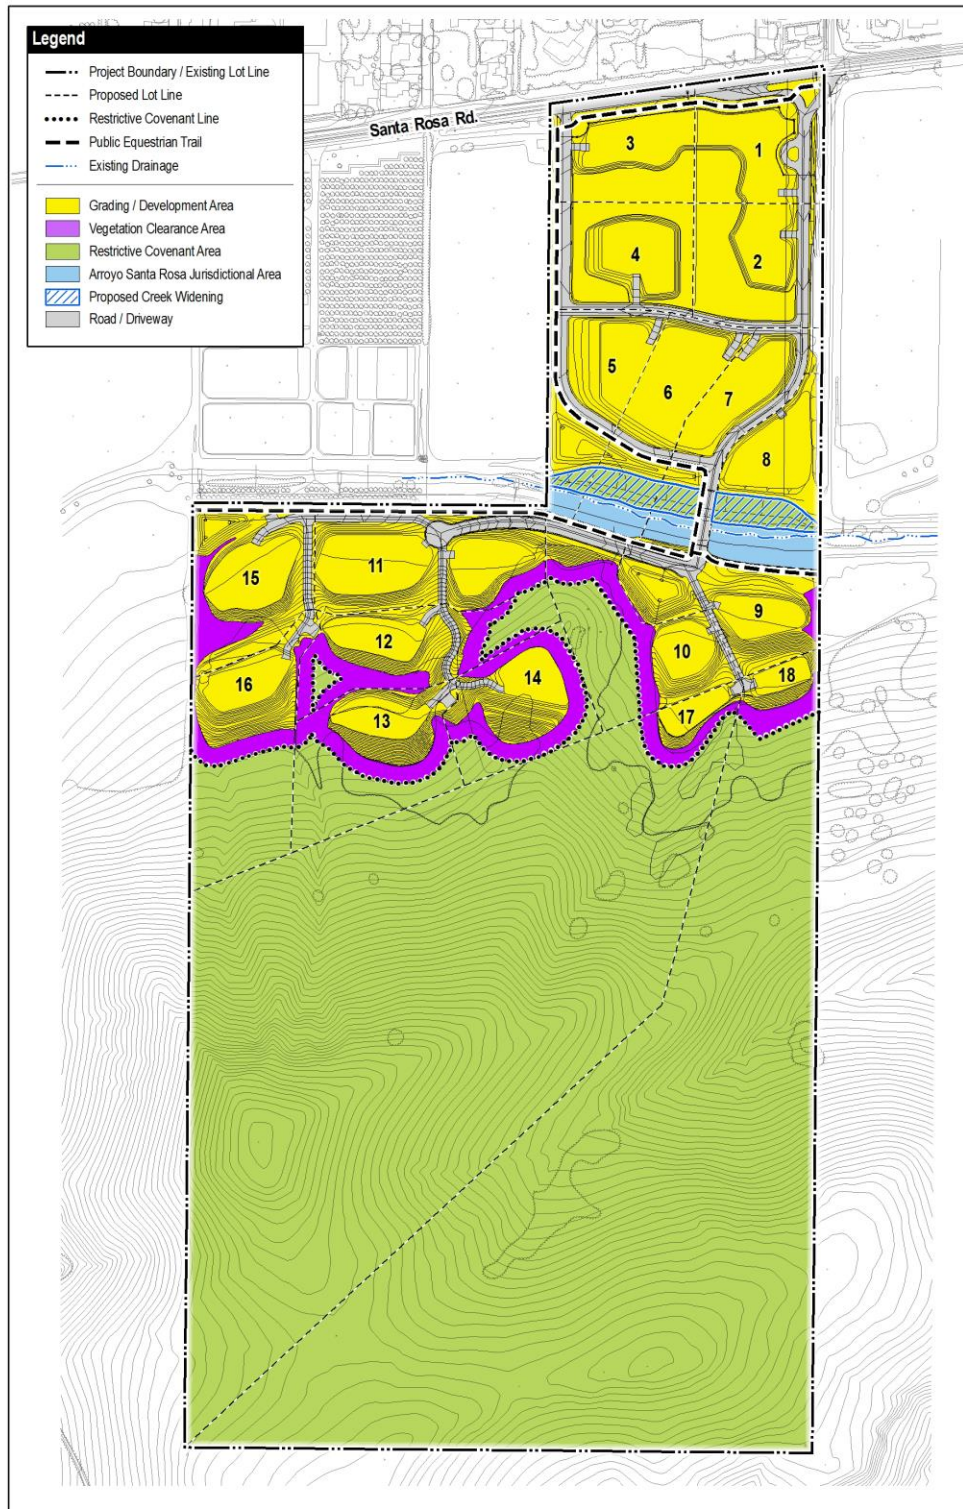 Legend
Project Boundary / Existing Lot Line
Proposed Lot Line
Restrictive Covenant Line
Public Equestrian Trail
Existing Drainage
Grading / Development Area
Vegetation Clearance Area
Restrictive Covenant Area
Arroyo Santa Rosa Jurisdictional Area
Proposed Creek Widening
Road / Driveway
Santa Rosa Rd.
3
1
4
2
5
6
7
8
15
11
9
12
10
16
14
18
13
17